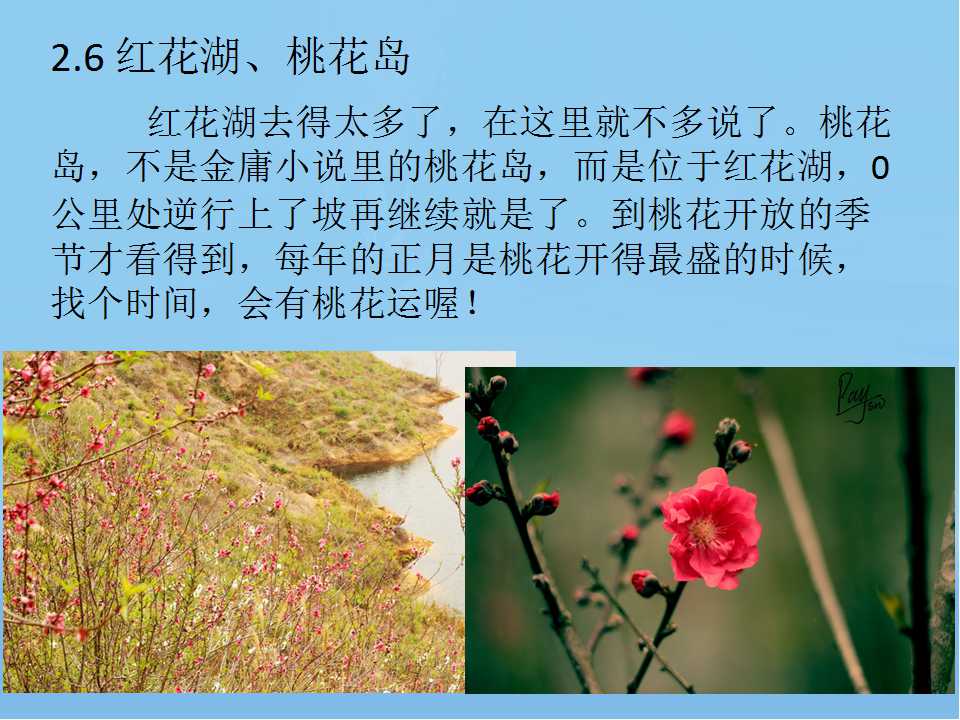 2.6 红花湖、桃花岛
红花湖去得太多了，在这里就不多说了。桃花
岛，不是金庸小说里的桃花岛，而是位于红花湖，0
公里处逆行上了坡再继续就是了。到桃花开放的季
节才看得到，每年的正月是桃花开得最盛的时候，
找个时间，会有桃花运喔！
Ray